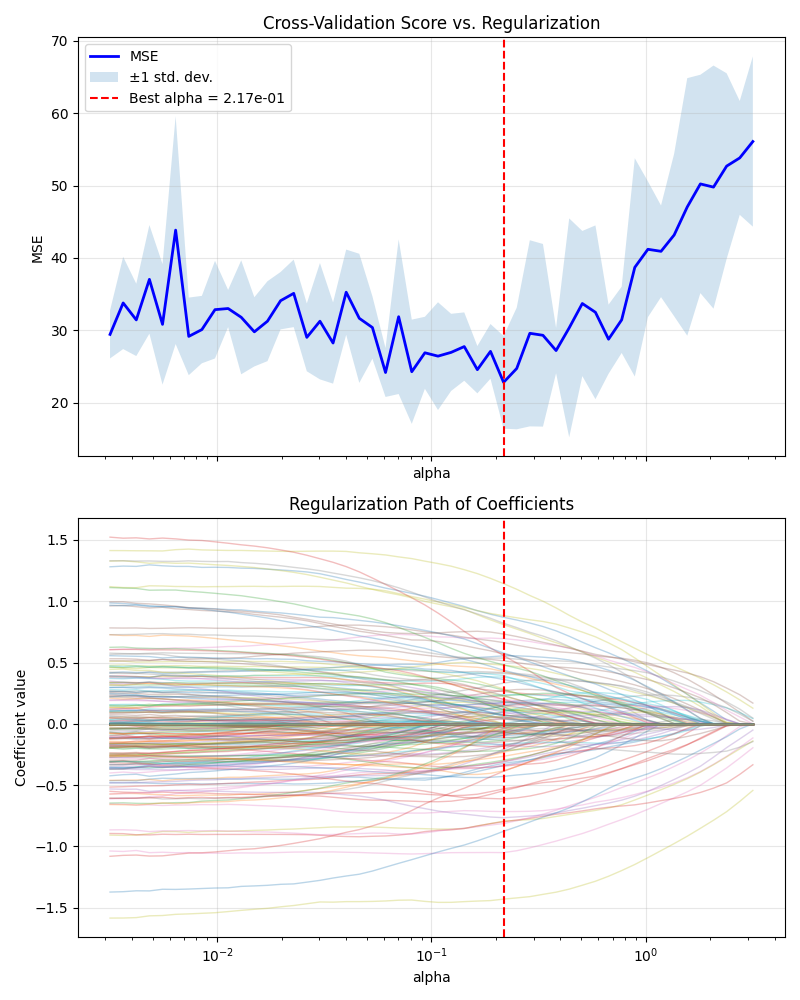 Cross-Validation Score vs. Regularization
70
60
50
40
30
20
MSE
MSE
±1 std. dev.
Best alpha = 2.17e-01
alpha
Regularization Path of Coefficients
1.5
1.0
0.5
0.0
−0.5
−1.0
−1.5
Coefficient value
10⁻²
10⁻¹
10⁰
alpha